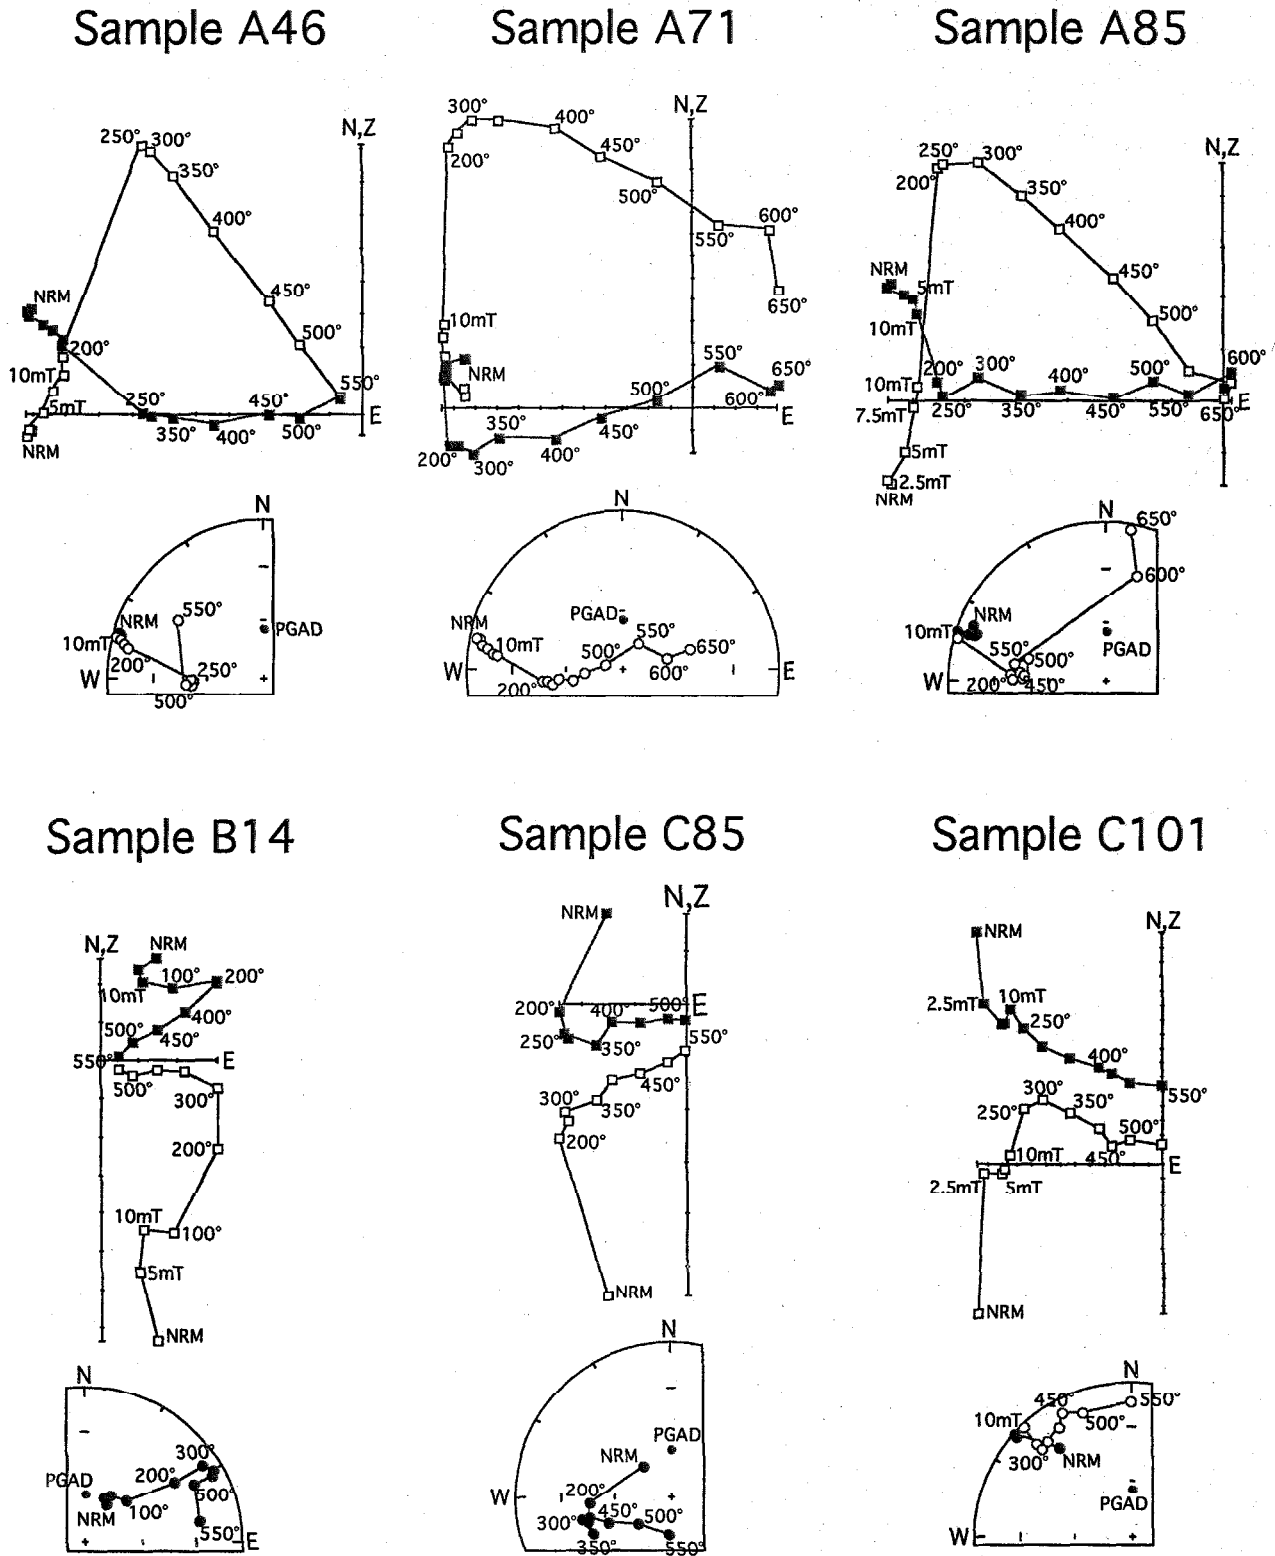 Sample A46
Sample A71
Sample A85
N,Z
250°
300°
350°
400°
NRM
200°
450°
500°
10mT
5mT
550°
250°
450°
E
350°
400°
500°
NRM
N
NRM
550°
10mT
PGAD
200°
250°
W
500°
N,Z
300°
400°
200°
450°
500°
550°
600°
650°
10mT
NRM
550°
650°
500°
600°
E
350°
450°
200°
300°
400°
N
PGAD
NRM
10mT
500°
550°
650°
600°
W
E
200°
N,Z
250°
300°
200°
350°
400°
NRM
5mT
450°
10mT
500°
200°
300°
400°
500°
600°
10mT
7.5mT
250°
350°
550°
650°
E
5mT
2.5mT
NRM
N
650°
600°
NRM
10mT
PGAD
550°
500°
W
200°
450°
Sample B14
Sample C85
Sample C101
N,Z
NRM
100°
200°
10mT
400°
500°
450°
550°
E
500°
300°
200°
10mT
100°
5mT
NRM
N
300°
PGAD
200°
500°
NRM
100°
550°
E
N,Z
NRM
E
200°
400°
500°
250°
350°
550°
450°
300°
350°
200°
NRM
N
PGAD
NRM
W
200°
450°
500°
300°
350°
550°
N,Z
NRM
2.5mT
10mT
250°
400°
550°
300°
250°
350°
500°
10mT
450°
E
2.5mT
5mT
NRM
N
450°
550°
10mT
500°
300°
NRM
PGAD
W